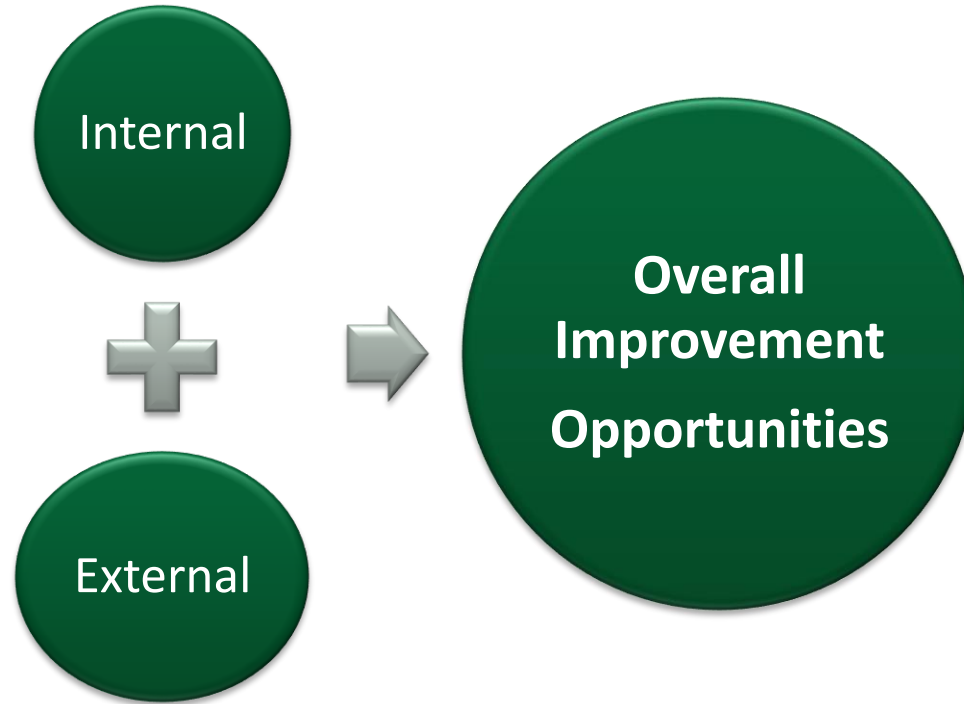 Internal
External
Overall
Improvement
Opportunities